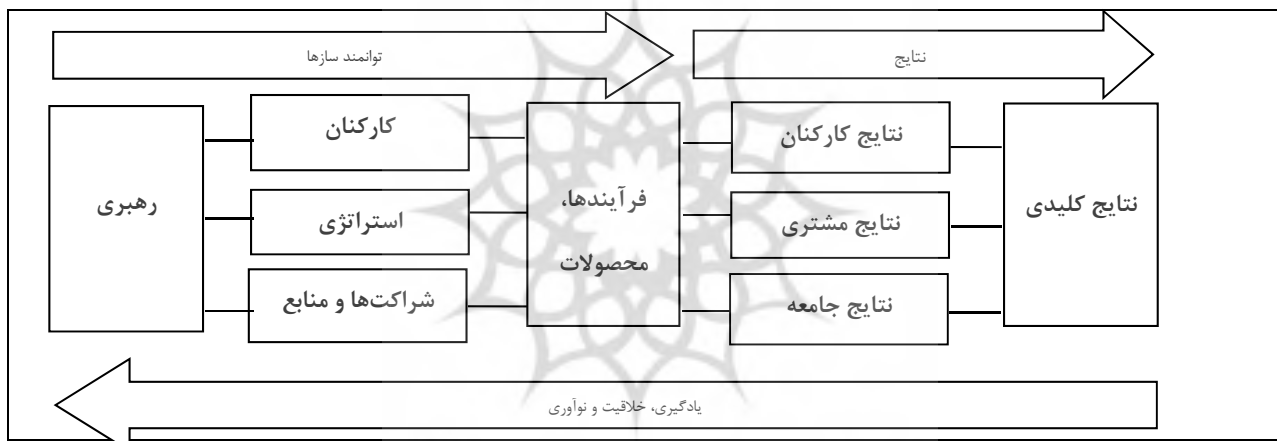 توانمند سازها
نتایج
رهبری
کارکنان
استراتژی
شراکت‌ها و منابع
فرآیندها،
محصولات
نتایج کارکنان
نتایج مشتری
نتایج جامعه
نتایج کلیدی
یادگیری، خلاقیت و نوآوری